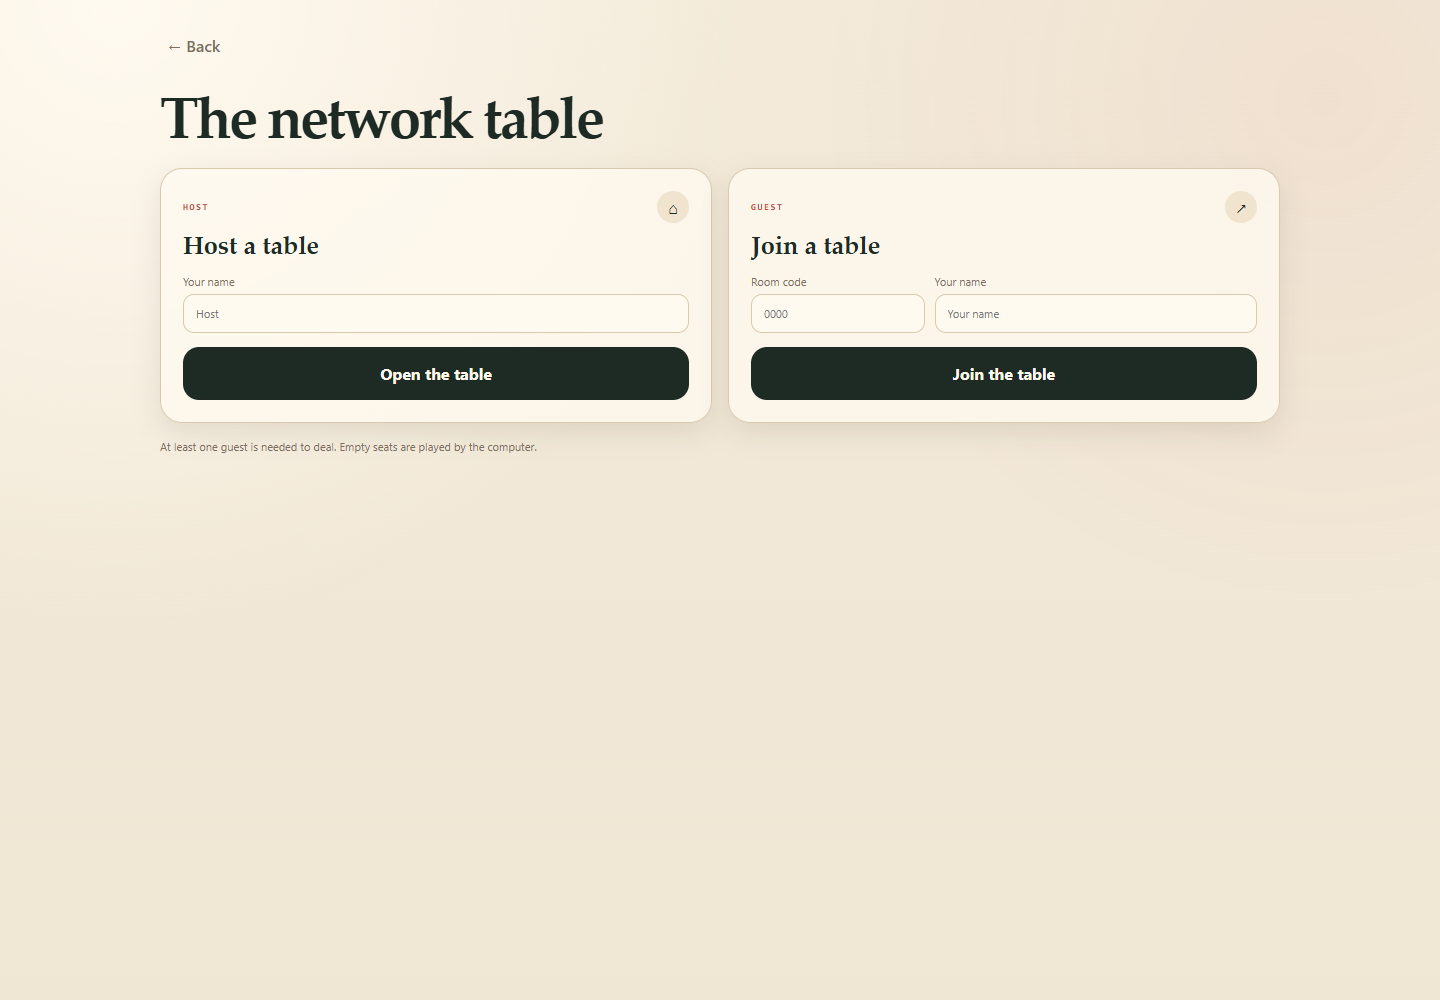 ← Back
The network table
HOST
⌂
Host a table
Your name
Host
Open the table
GUEST
↗
Join a table
Room code
Your name
0000
Your name
Join the table
At least one guest is needed to deal. Empty seats are played by the computer.